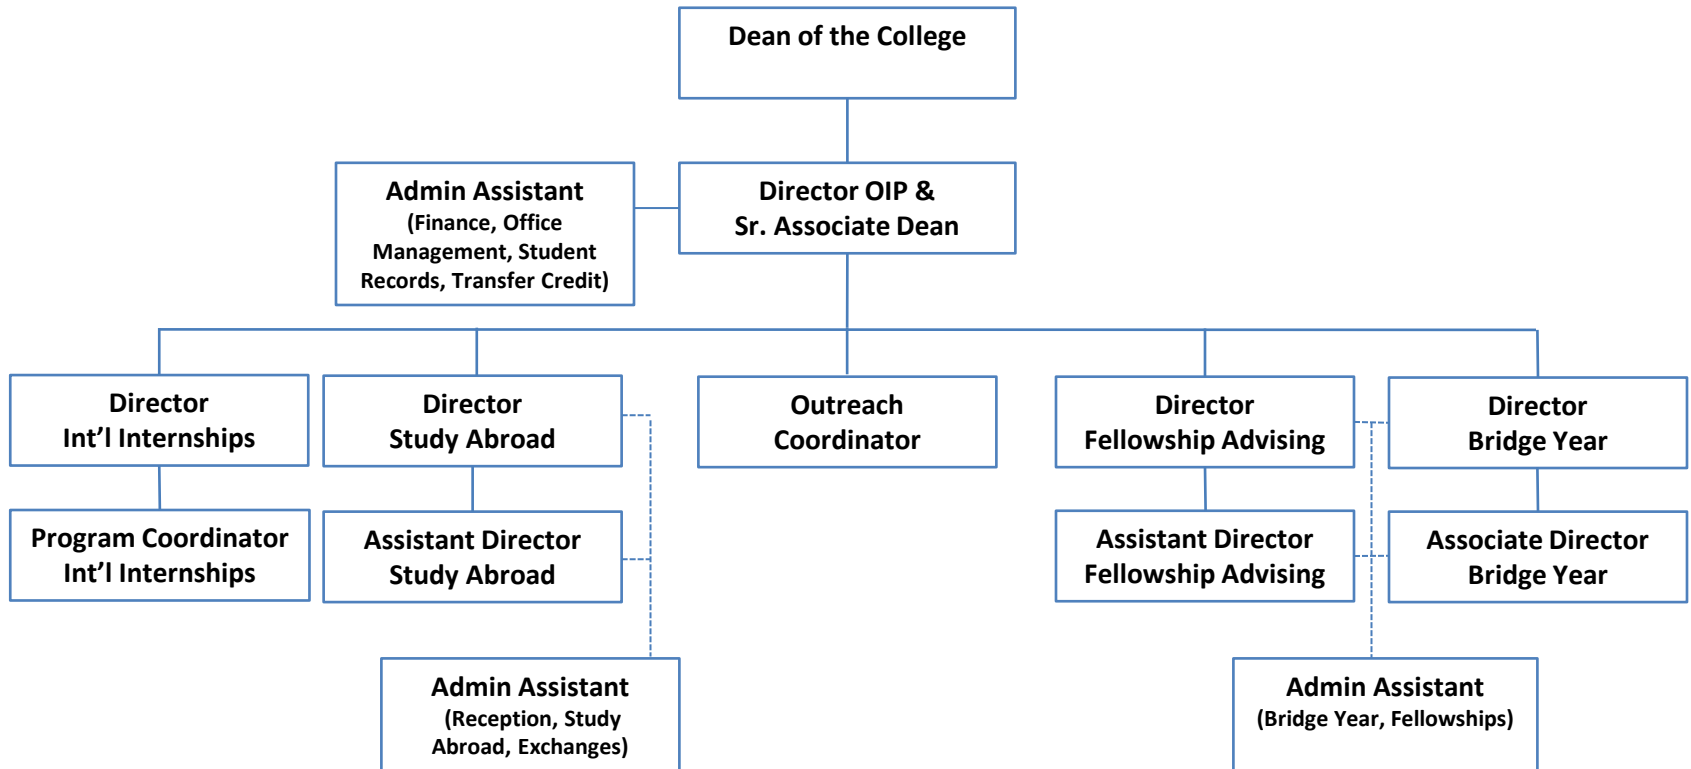 Dean of the College
Admin Assistant
(Finance, Office
Management, Student
Records, Transfer Credit)
Director OIP &
Sr. Associate Dean
Director
Int’l Internships
Director
Study Abroad
Outreach
Coordinator
Director
Fellowship Advising
Director
Bridge Year
Program Coordinator
Int’l Internships
Assistant Director
Study Abroad
Assistant Director
Fellowship Advising
Associate Director
Bridge Year
Admin Assistant
(Reception, Study
Abroad, Exchanges)
Admin Assistant
(Bridge Year, Fellowships)